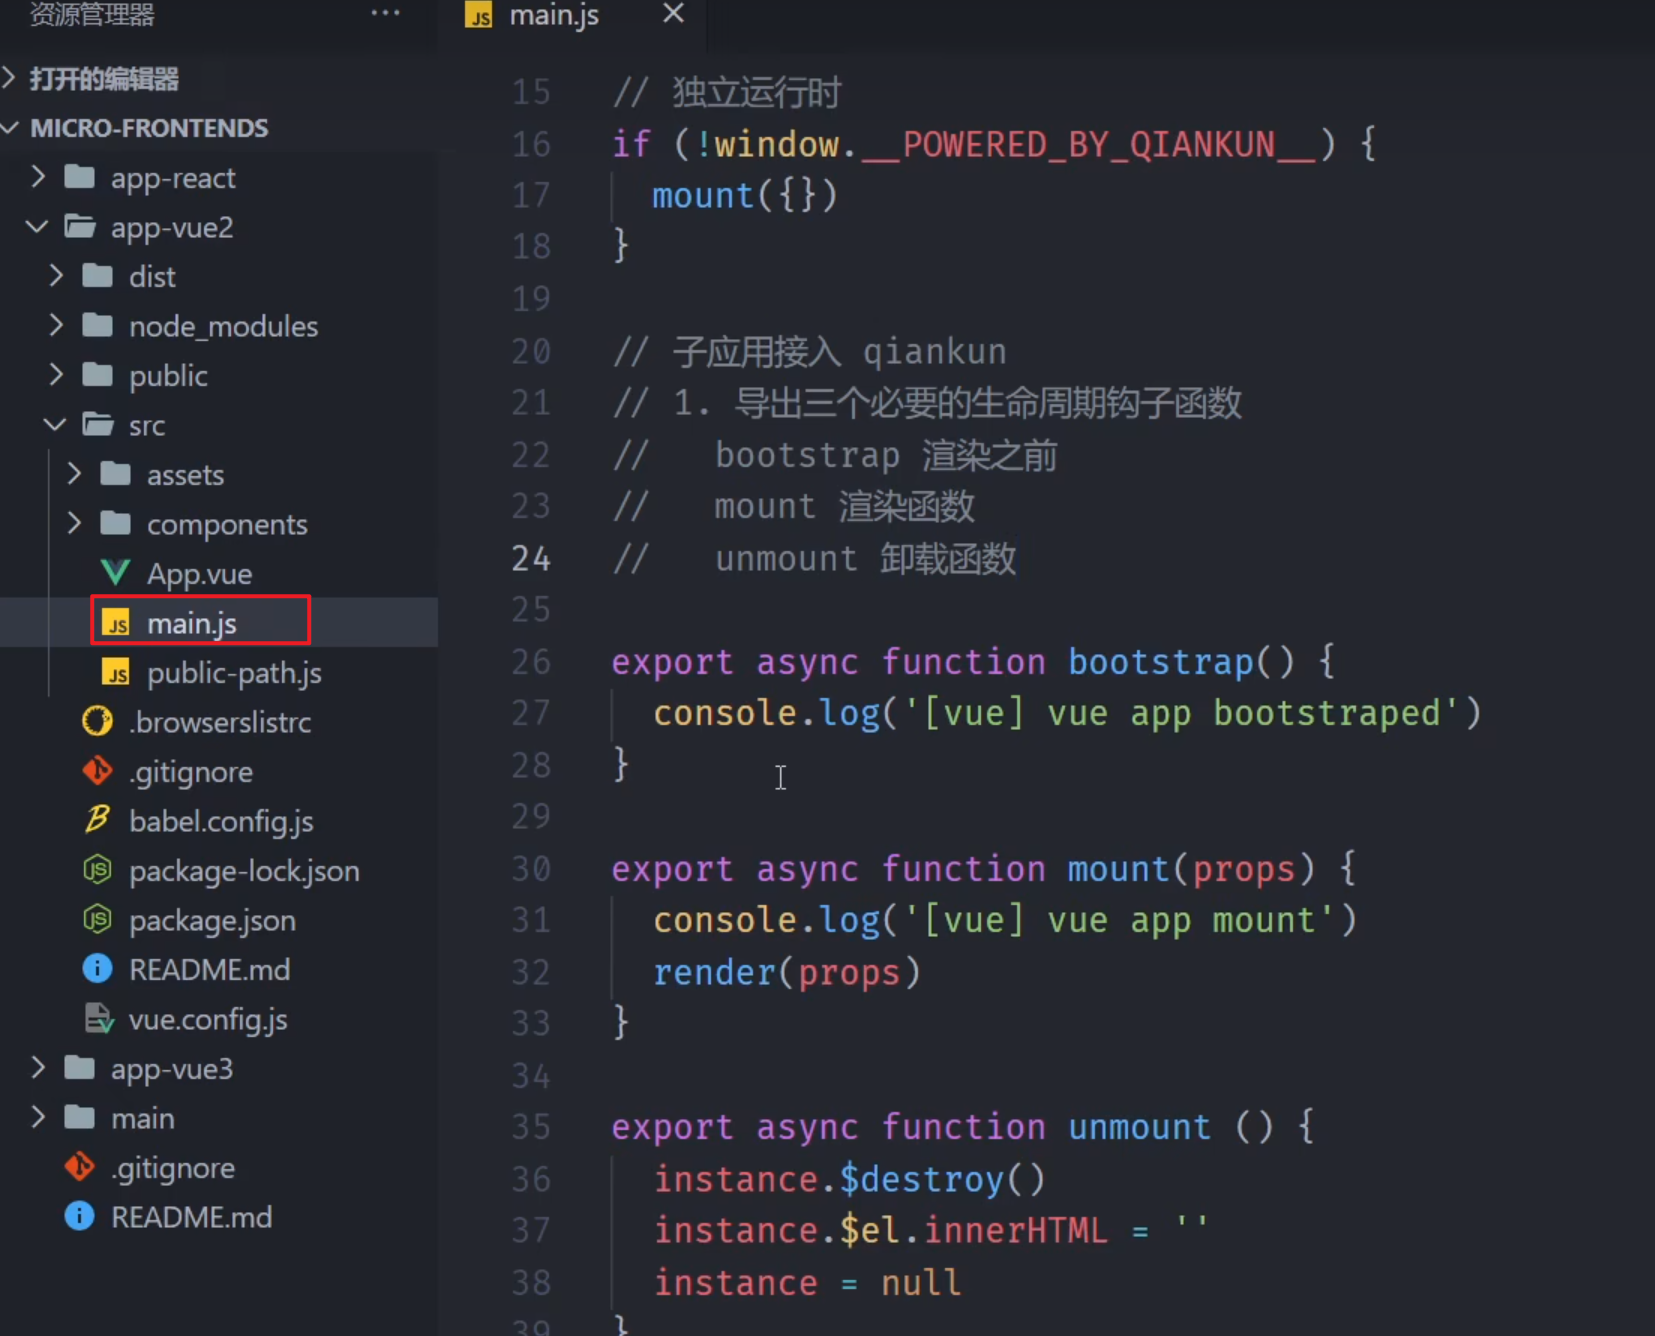 资源管理器 ···
打开的编辑器
MICRO-FRONTENDS
app-react
app-vue2
dist
node_modules
public
src
assets
components
App.vue
JS main.js
JS public-path.js
.browserslistrc
.gitignore
babel.config.js
package-lock.json
package.json
README.md
vue.config.js
app-vue3
main
.gitignore
README.md
JS main.js ×
15 // 独立运行时
16 if (!window.__POWERED_BY_QIANKUN__) {
17 mount({})
18 }
19
20 // 子应用接入 qiankun
21 // 1. 导出三个必要的生命周期钩子函数
22 // bootstrap 渲染之前
23 // mount 渲染函数
24 // unmount 卸载函数
25
26 export async function bootstrap() {
27 console.log('[vue] vue app bootstraped')
28 }
29
30 export async function mount(props) {
31 console.log('[vue] vue app mount')
32 render(props)
33 }
34
35 export async function unmount () {
36 instance.$destroy()
37 instance.$el.innerHTML = ''
38 instance = null
39 }